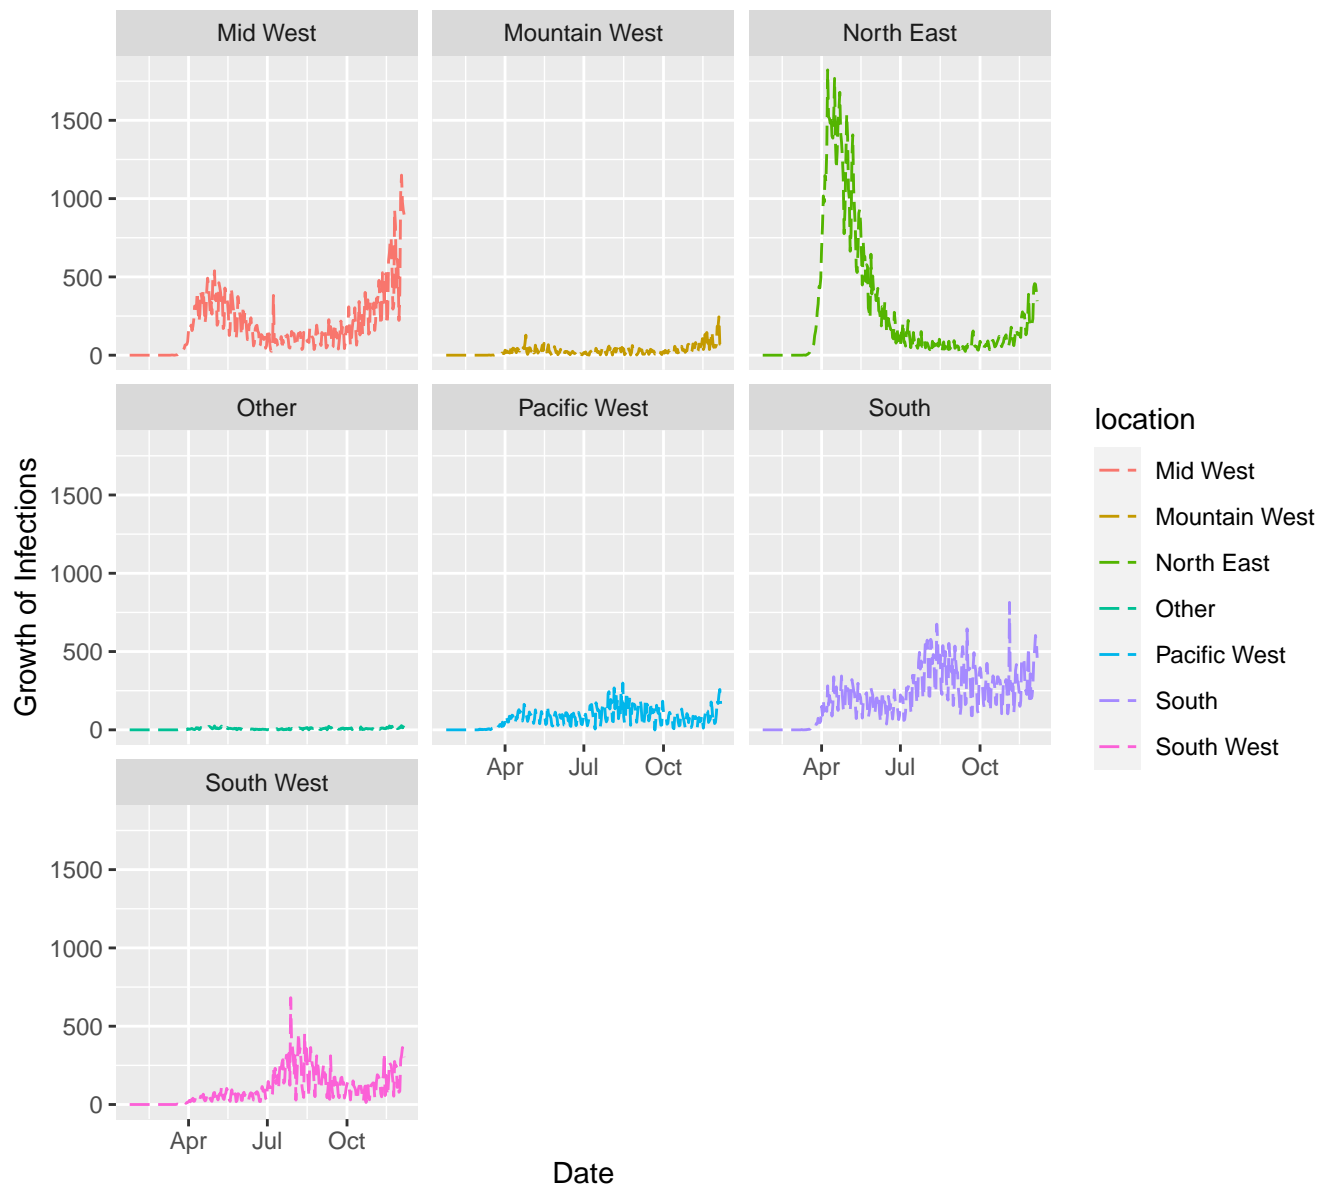 Mid West
Mountain West
North East
1500
1000
500
0
Other
Pacific West
South
1500
1000
500
0
Apr Jul Oct
Apr Jul Oct
South West
1500
1000
500
0
Apr Jul Oct
Growth of Infections
Date
location
Mid West
Mountain West
North East
Other
Pacific West
South
South West